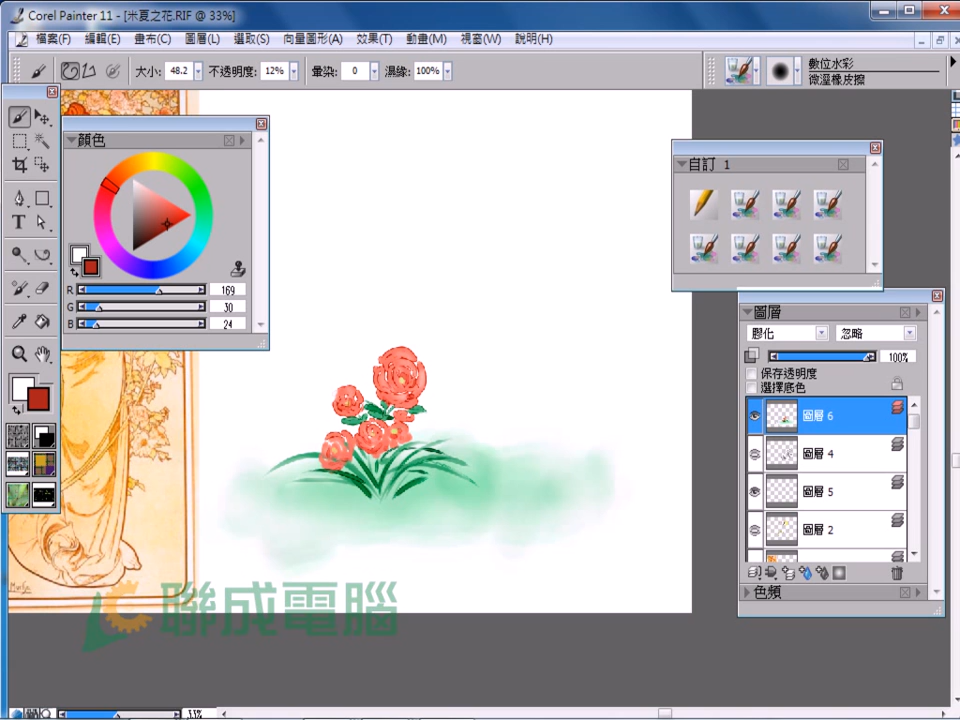 Corel Painter 11 - [米夏之花.RIF @ 33%]
檔案(F) 編輯(E) 畫布(C) 圖層(L) 選取(S) 向量圖形(A) 效果(T) 動畫(M) 視窗(W) 說明(H)
大小: 48.2 不透明度: 12% 暈染: 0 濕緣: 100%
數位水彩
微溼橡皮擦
顏色
R 169
G 30
B 24
自訂 1
圖層
膠化 忽略
100%
保存透明度
選擇底色
圖層 6
圖層 4
圖層 5
圖層 2
色頻
T
Mucha
聯成電腦
33%